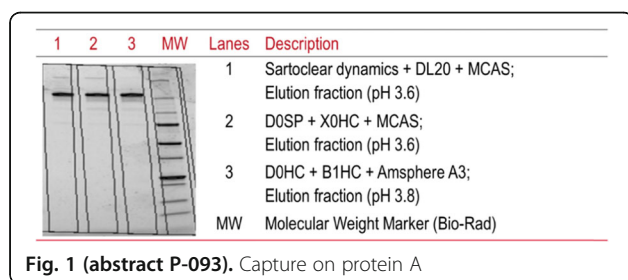 1 2 3 MW Lanes Description
1 Sartoclear dynamics + DL20 + MCAS;
Elution fraction (pH 3.6)
2 D0SP + X0HC + MCAS;
Elution fraction (pH 3.6)
3 D0HC + B1HC + Amsphere A3;
Elution fraction (pH 3.8)
MW Molecular Weight Marker (Bio-Rad)
Fig. 1 (abstract P-093). Capture on protein A